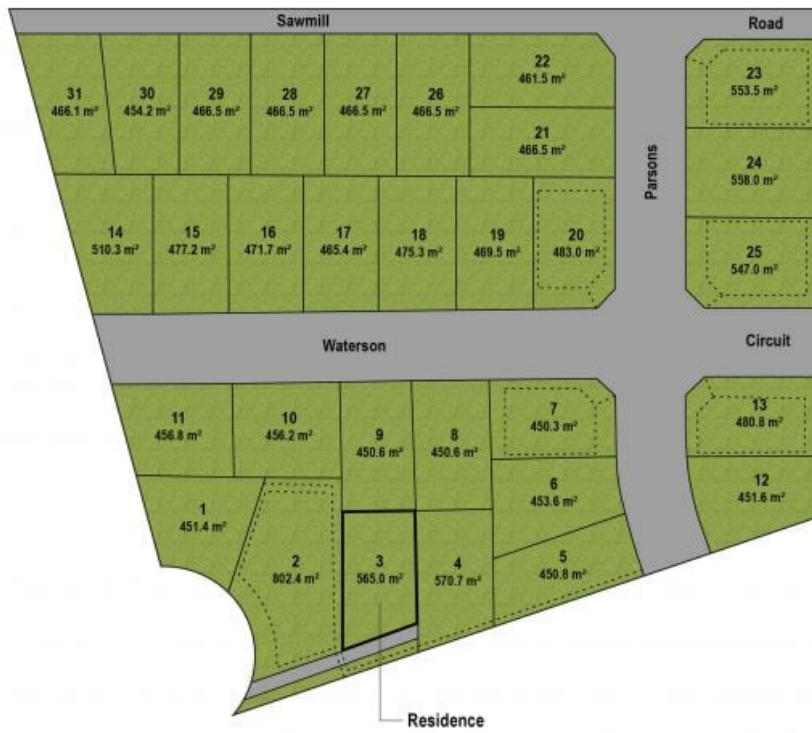 Sawmill
Road
31
466.1 m²
30
454.2 m²
29
466.5 m²
28
466.5 m²
27
466.5 m²
26
466.5 m²
22
461.5 m²
21
466.5 m²
Parsons
23
553.5 m²
24
558.0 m²
25
547.0 m²
14
510.3 m²
15
477.2 m²
16
471.7 m²
17
465.4 m²
18
475.3 m²
19
469.5 m²
20
483.0 m²
Waterson
Circuit
11
456.8 m²
10
456.2 m²
9
450.6 m²
8
450.6 m²
7
450.3 m²
13
480.8 m²
6
453.6 m²
12
451.6 m²
1
451.4 m²
2
802.4 m²
3
565.0 m²
4
570.7 m²
5
450.8 m²
Residence